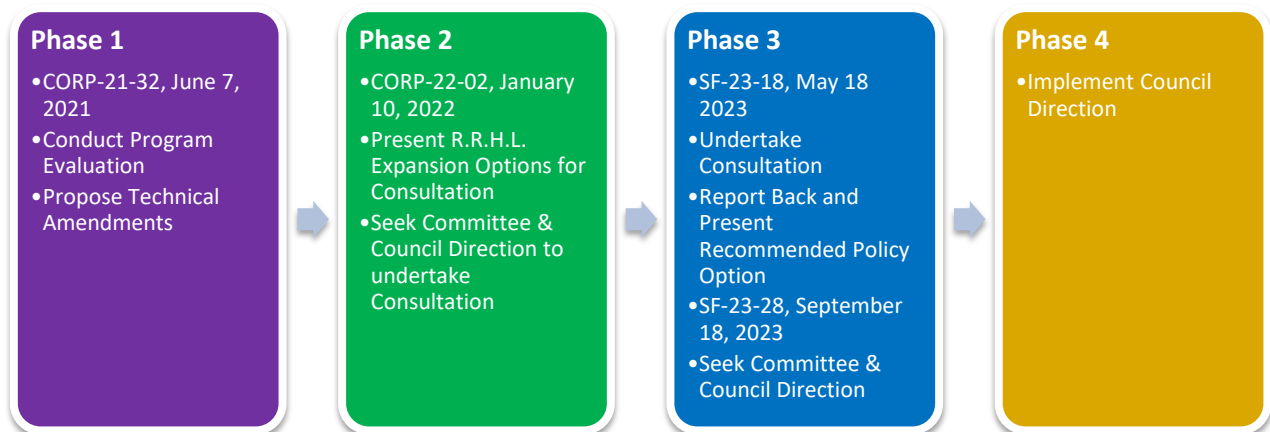 Phase 1
•CORP-21-32, June 7,
2021
•Conduct Program
Evaluation
•Propose Technical
Amendments
Phase 2
•CORP-22-02, January
10, 2022
•Present R.R.H.L.
Expansion Options for
Consultation
•Seek Committee &
Council Direction to
undertake
Consultation
Phase 3
•SF-23-18, May 18
2023
•Undertake
Consultation
•Report Back and
Present
Recommended Policy
Option
•SF-23-28, September
18, 2023
•Seek Committee &
Council Direction
Phase 4
•Implement Council
Direction